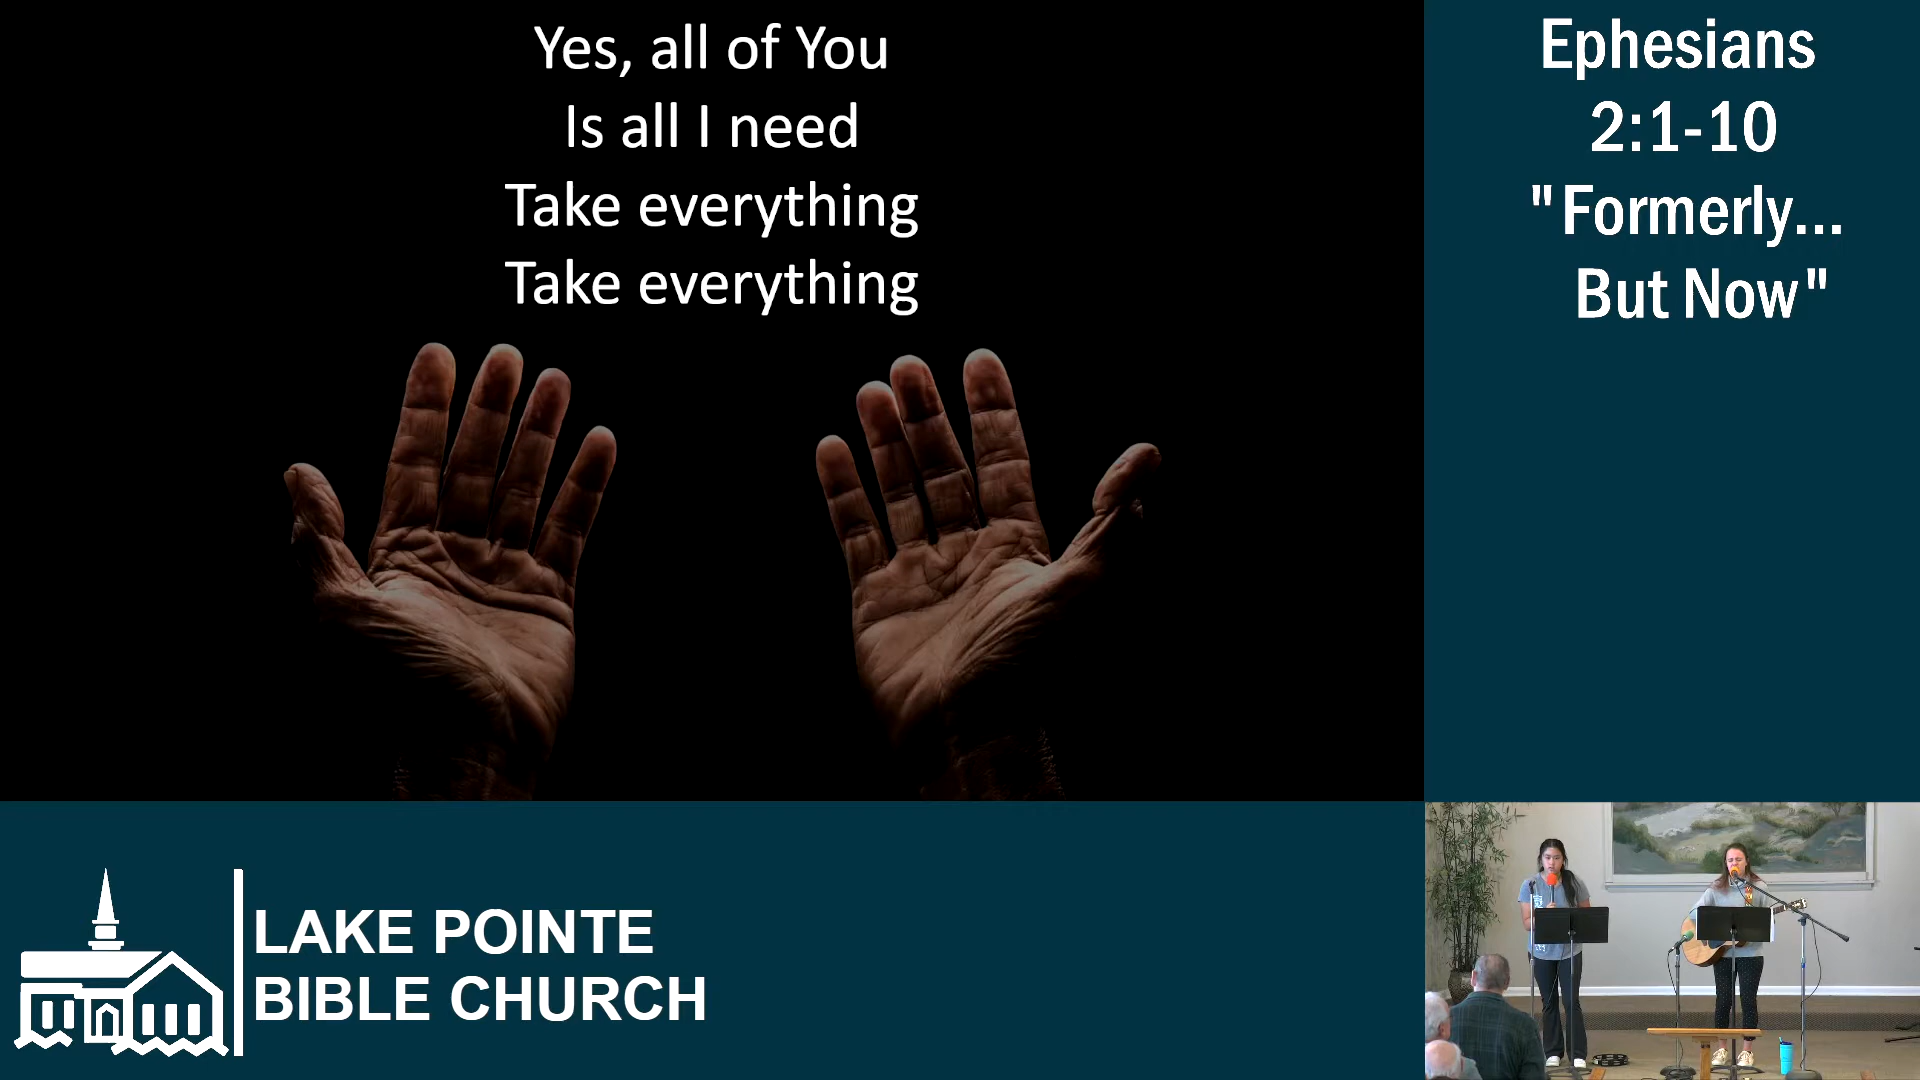 Yes, all of You
Is all I need
Take everything
Take everything
Ephesians
2:1-10
"Formerly...
But Now"
LAKE POINTE
BIBLE CHURCH